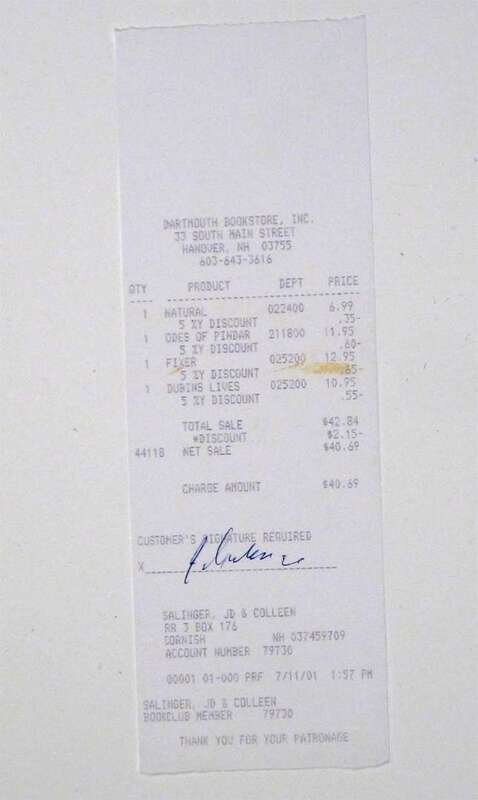 DARTMOUTH BOOKSTORE, INC.
33 SOUTH MAIN STREET
HANOVER, NH 03755
603-643-3616
QTY PRODUCT DEPT PRICE
1 NATURAL 022400 6.99
5 %Y DISCOUNT .35-
1 ODES OF PINDAR 211800 11.95
5 %Y DISCOUNT .60-
1 FIXER 025200 12.95
5 %Y DISCOUNT .65-
1 DUBINS LIVES 025200 10.95
5 %Y DISCOUNT .55-
TOTAL SALE $42.84
*DISCOUNT $2.15-
44118 NET SALE $40.69
CHARGE AMOUNT $40.69
CUSTOMER'S SIGNATURE REQUIRED
X
SALINGER, JD & COLLEEN
RR 3 BOX 176
CORNISH NH 037459709
ACCOUNT NUMBER 79730
00001 01-000 PRF 7/11/01 1:57 PM
SALINGER, JD & COLLEEN
BOOKCLUB MEMBER 79730
THANK YOU FOR YOUR PATRONAGE